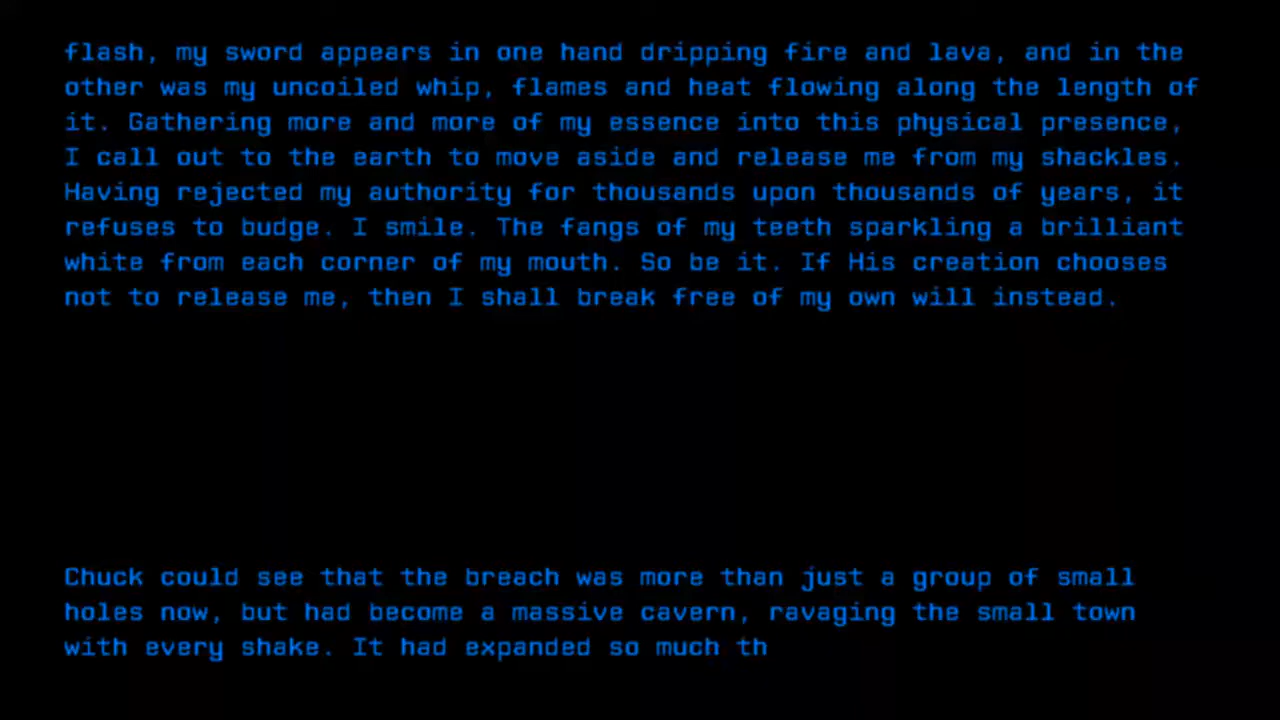 flash, my sword appears in one hand dripping fire and lava, and in the
other was my uncoiled whip, flames and heat flowing along the length of
it. Gathering more and more of my essence into this physical presence,
I call out to the earth to move aside and release me from my shackles.
Having rejected my authority for thousands upon thousands of years, it
refuses to budge. I smile. The fangs of my teeth sparkling a brilliant
white from each corner of my mouth. So be it. If His creation chooses
not to release me, then I shall break free of my own will instead.
Chuck could see that the breach was more than just a group of small
holes now, but had become a massive cavern, ravaging the small town
with every shake. It had expanded so much th